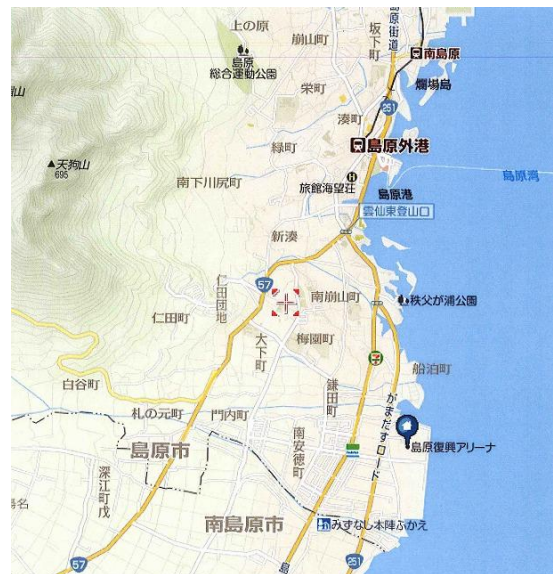 上の原
崩山町
坂下町
島原街道
南島原
島原
総合運動公園
栄町
爛場島
251
湊町
緑町
島原外港
天狗山
695
南下川尻町
旅館海望荘
島原港
島原湾
雲仙東登山口
新湊
57
仁田団地
南崩山町
秩父が浦公園
仁田町
大下町
梅園町
船泊町
白谷町
鎌田町
札の元町
門内町
がまだすロード
島原市
南安徳町
島原復興アリーナ
深江町戊
南島原市
みずなし本陣ふかえ
57
251
島